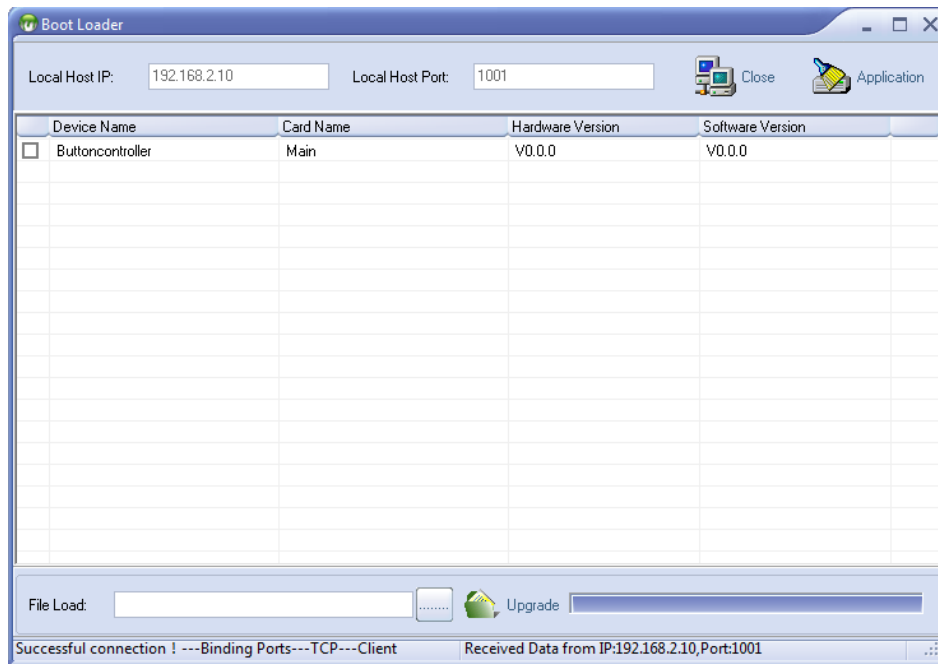 Boot Loader
Local Host IP: 192.168.2.10 Local Host Port: 1001 Close Application
Device Name Card Name Hardware Version Software Version
Buttoncontroller Main V0.0.0 V0.0.0
File Load: ........ Upgrade
Successful connection ! ---Binding Ports---TCP---Client Received Data from IP:192.168.2.10,Port:1001